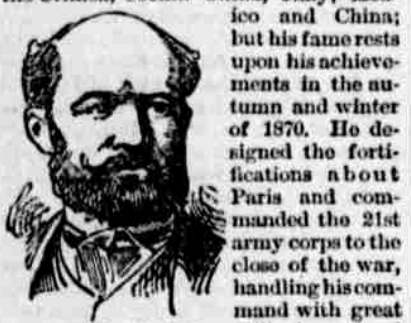 ico and China;
but his fame rests
upon his achieve-
ments in the au-
tumn and winter
of 1870. He de-
signed the forti-
fications about
Paris and com-
manded the 21st
army corps to the
close of the war,
handling his com-
mand with great